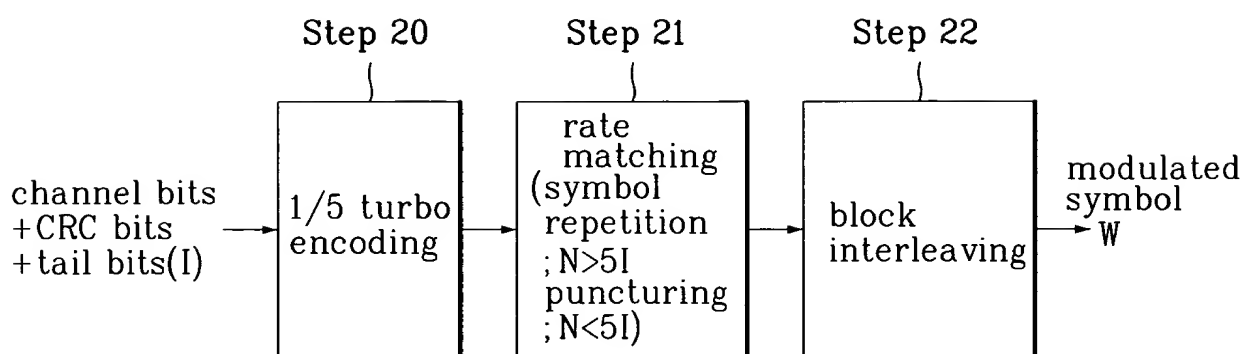 Step 20
Step 21
Step 22
channel bits
+CRC bits
+tail bits(I)
1/5 turbo
encoding
rate
matching
(symbol
repetition
; N>5I
puncturing
; N<5I)
block
interleaving
modulated
symbol
W